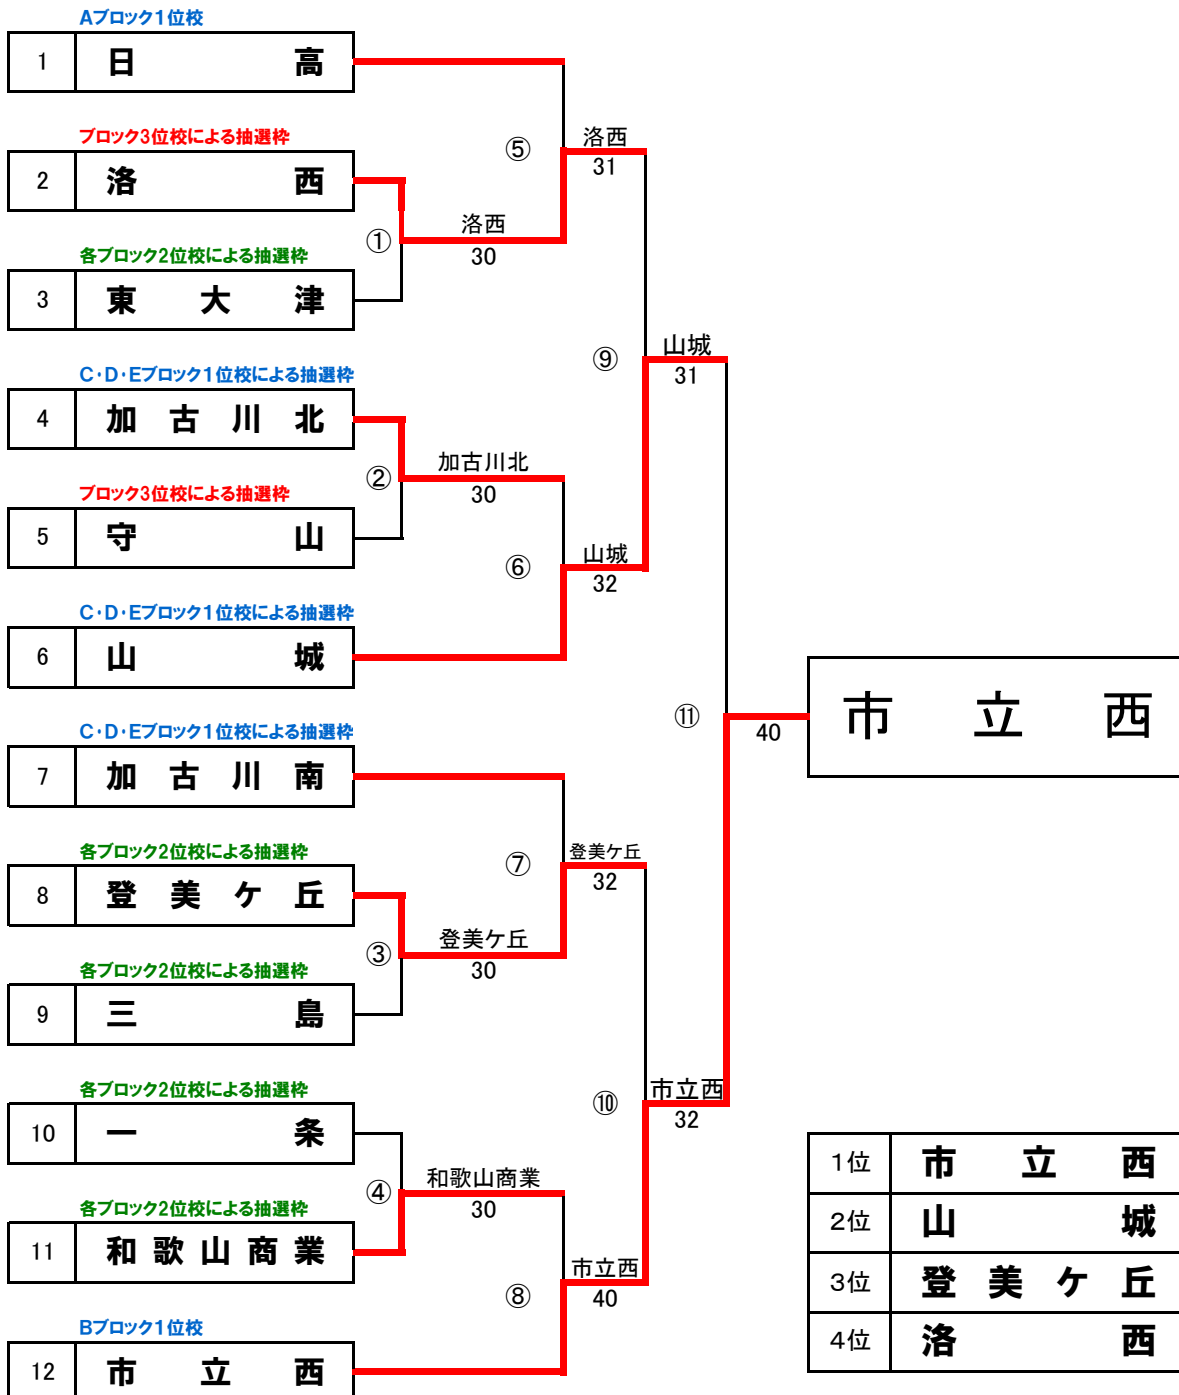 Aブロック1位校
1 日高
ブロック3位校による抽選枠
2 洛西
各ブロック2位校による抽選枠
3 東大津
C・D・Eブロック1位校による抽選枠
4 加古川北
ブロック3位校による抽選枠
5 守山
C・D・Eブロック1位校による抽選枠
6 山城
C・D・Eブロック1位校による抽選枠
7 加古川南
各ブロック2位校による抽選枠
8 登美ケ丘
各ブロック2位校による抽選枠
9 三島
各ブロック2位校による抽選枠
10 一条
各ブロック2位校による抽選枠
11 和歌山商業
Bブロック1位校
12 市立西
①
洛西
30
②
加古川北
30
③
登美ケ丘
30
④
和歌山商業
30
⑤
洛西
31
⑥
山城
32
⑦
登美ケ丘
32
⑧
市立西
40
⑨
山城
31
⑩
市立西
32
⑪
40
市立西
1位 市立西
2位 山城
3位 登美ケ丘
4位 洛西